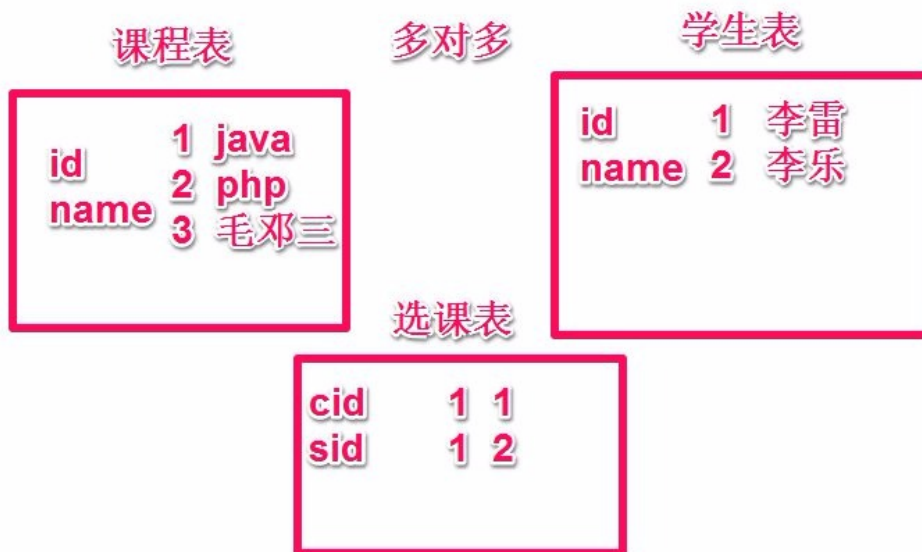 课程表
多对多
学生表
id
name
1 java
2 php
3 毛邓三
id
name
1 李雷
2 李乐
选课表
cid
sid
1 1
1 2